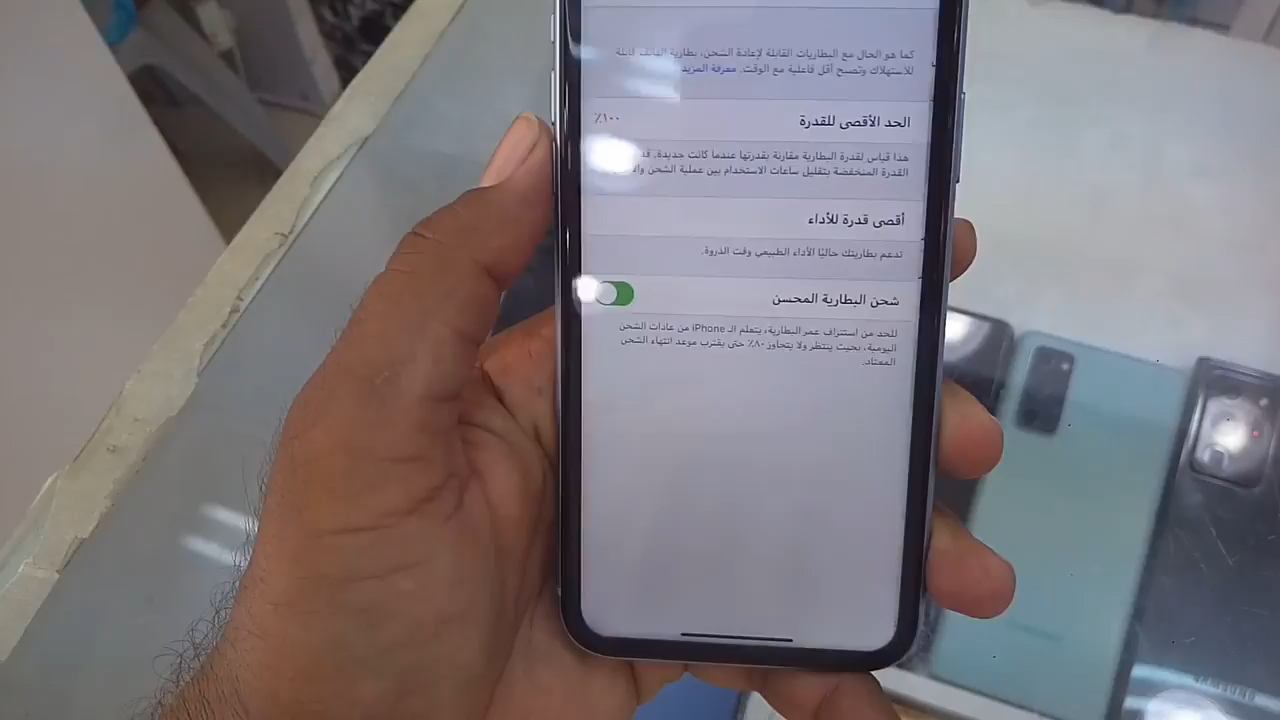 كما هو الحال مع البطاريات القابلة لإعادة الشحن، بطارية الهاتف قابلة
للاستهلاك وتصبح أقل فاعلية مع الوقت. معرفة المزيد
الحد الأقصى للقدرة ١٠٠٪
هذا قياس لقدرة البطارية مقارنة بقدرتها عندما كانت جديدة.
القدرة المنخفضة بتقليل ساعات الاستخدام بين عملية الشحن
أقصى قدرة للأداء
تدعم بطاريتك حاليًا الأداء الطبيعي وقت الذروة.
شحن البطارية المحسن
للحد من استنزاف عمر البطارية، يتعلم الـ iPhone من عادات الشحن
اليومية، بحيث ينتظر ولا يتجاوز ٨٠٪ حتى يقترب موعد انتهاء الشحن
المعتاد.
SAMSUNG